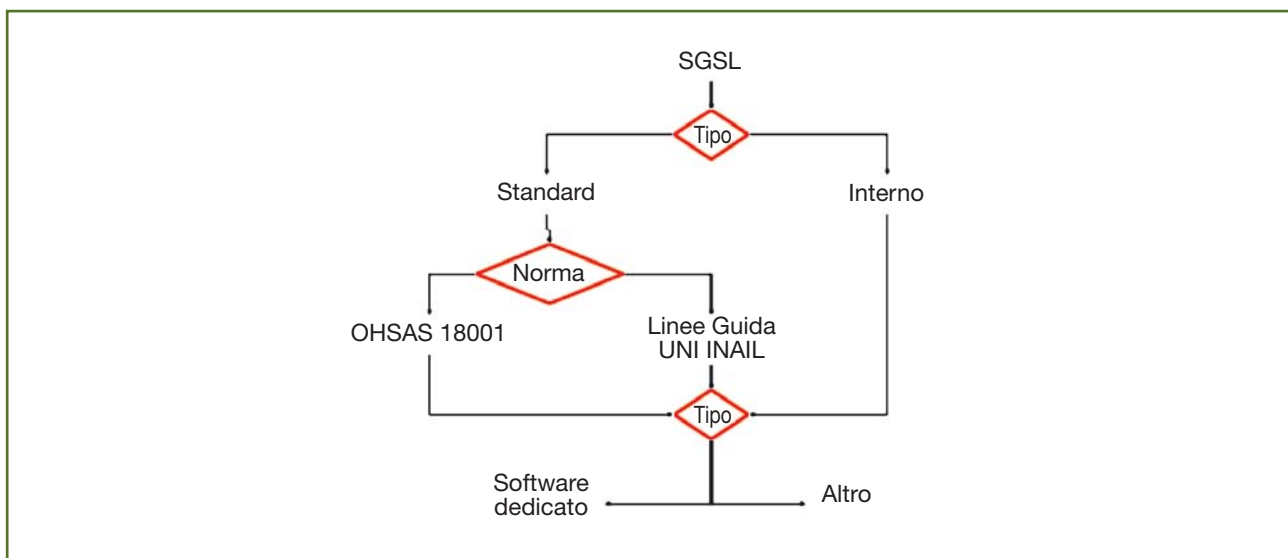 SGSL
Tipo
Standard
Interno
Norma
OHSAS 18001
Linee Guida
UNI INAIL
Tipo
Software
dedicato
Altro